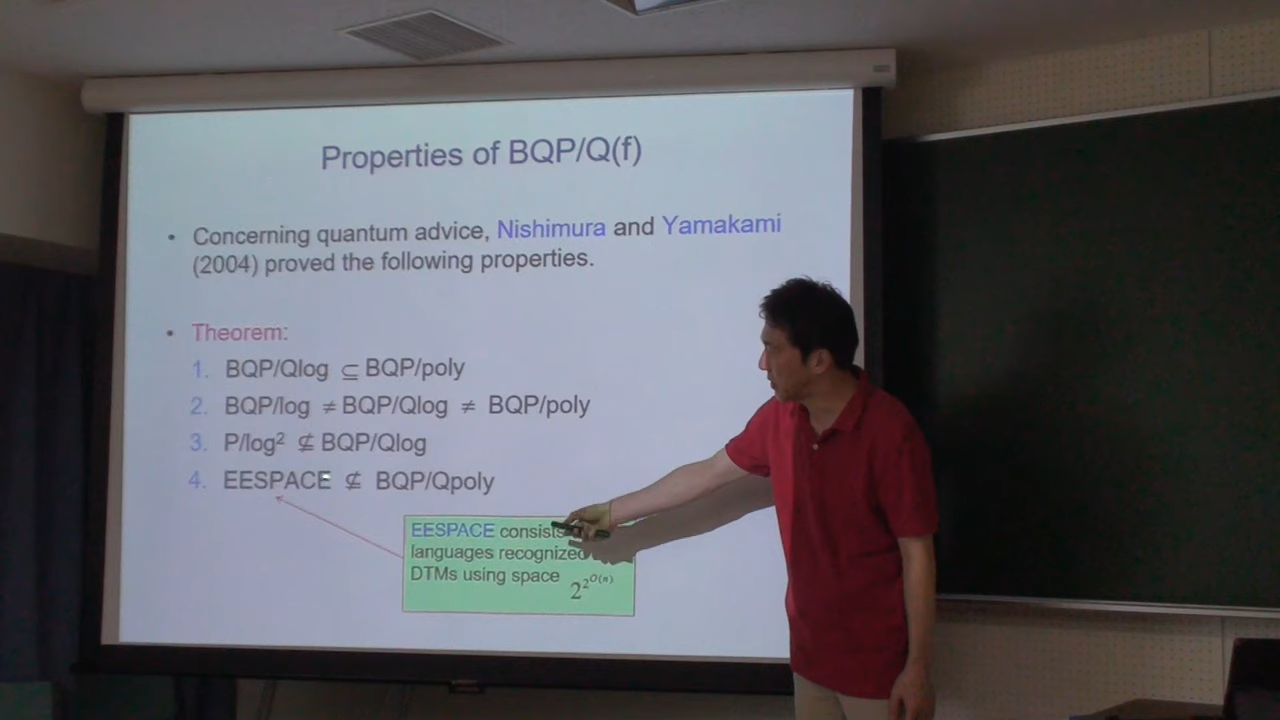 Properties of BQP/Q(f)
• Concerning quantum advice, Nishimura and Yamakami
(2004) proved the following properties.
• Theorem:
1. BQP/Qlog ⊆ BQP/poly
2. BQP/log ≠ BQP/Qlog ≠ BQP/poly
3. P/log² ⊈ BQP/Qlog
4. EESPACE ⊈ BQP/Qpoly
EESPACE consists
languages recognized
DTMs using space 2^2^O(n)